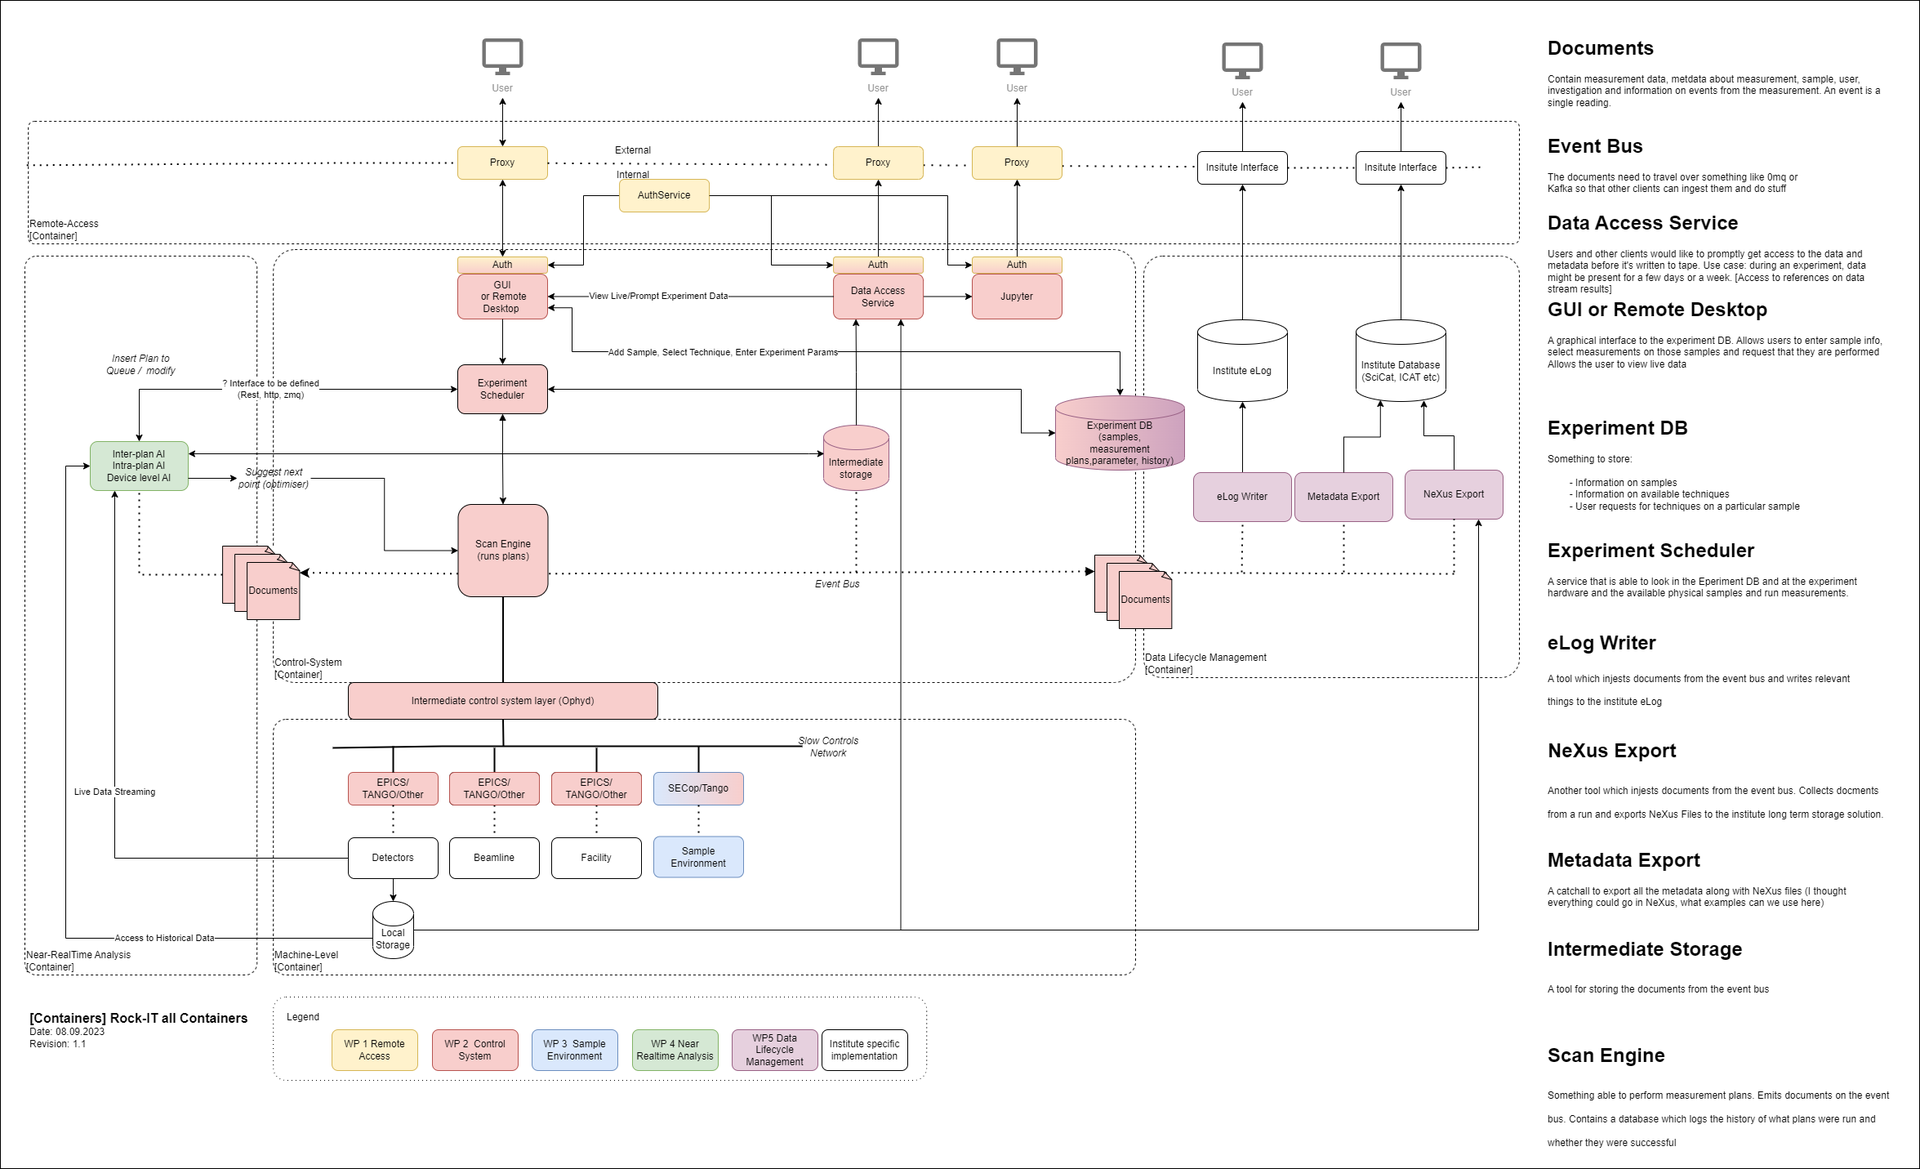 User
User
User
User
User
External
Proxy
Proxy
Proxy
Insitute Interface
Insitute Interface
Internal
AuthService
Remote-Access
[Container]
Auth
Auth
Auth
GUI
or Remote
Desktop
View Live/Prompt Experiment Data
Data Access
Service
Jupyter
Add Sample, Select Technique, Enter Experiment Params
Insert Plan to
Queue / modify
? Interface to be defined
(Rest, http, zmq)
Experiment
Scheduler
Institute eLog
Institute Database
(SciCat, ICAT etc)
Experiment DB
(samples,
measurement
plans,parameter, history)
Inter-plan AI
Intra-plan AI
Device level AI
Suggest next
point (optimiser)
Intermediate
storage
eLog Writer
Metadata Export
NeXus Export
Scan Engine
(runs plans)
Event Bus
Documents
Documents
Control-System
[Container]
Data Lifecycle Management
[Container]
Intermediate control system layer (Ophyd)
Slow Controls
Network
EPICS/
TANGO/Other
EPICS/
TANGO/Other
EPICS/
TANGO/Other
SECop/Tango
Live Data Streaming
Detectors
Beamline
Facility
Sample
Environment
Local
Storage
Access to Historical Data
Near-RealTime Analysis
[Container]
Machine-Level
[Container]
[Containers] Rock-IT all Containers
Date: 08.09.2023
Revision: 1.1
Legend
WP 1 Remote
Access
WP 2 Control
System
WP 3 Sample
Environment
WP 4 Near
Realtime Analysis
WP5 Data
Lifecycle
Management
Institute specific
implementation
Documents
Contain measurement data, metdata about measurement, sample, user,
investigation and information on events from the measurement. An event is a
single reading.
Event Bus
The documents need to travel over something like 0mq or
Kafka so that other clients can ingest them and do stuff
Data Access Service
Users and other clients would like to promptly get access to the data and
metadata before it's written to tape. Use case: during an experiment, data
might be present for a few days or a week. [Access to references on data
stream results]
GUI or Remote Desktop
A graphical interface to the experiment DB. Allows users to enter sample info,
select measurements on those samples and request that they are performed
Allows the user to view live data
Experiment DB
Something to store:
- Information on samples
- Information on available techniques
- User requests for techniques on a particular sample
Experiment Scheduler
A service that is able to look in the Eperiment DB and at the experiment
hardware and the available physical samples and run measurements.
eLog Writer
A tool which injests documents from the event bus and writes relevant
things to the institute eLog
NeXus Export
Another tool which injests documents from the event bus. Collects docments
from a run and exports NeXus Files to the institute long term storage solution.
Metadata Export
A catchall to export all the metadata along with NeXus files (I thought
everything could go in NeXus, what examples can we use here)
Intermediate Storage
A tool for storing the documents from the event bus
Scan Engine
Something able to perform measurement plans. Emits documents on the event
bus. Contains a database which logs the history of what plans were run and
whether they were successful